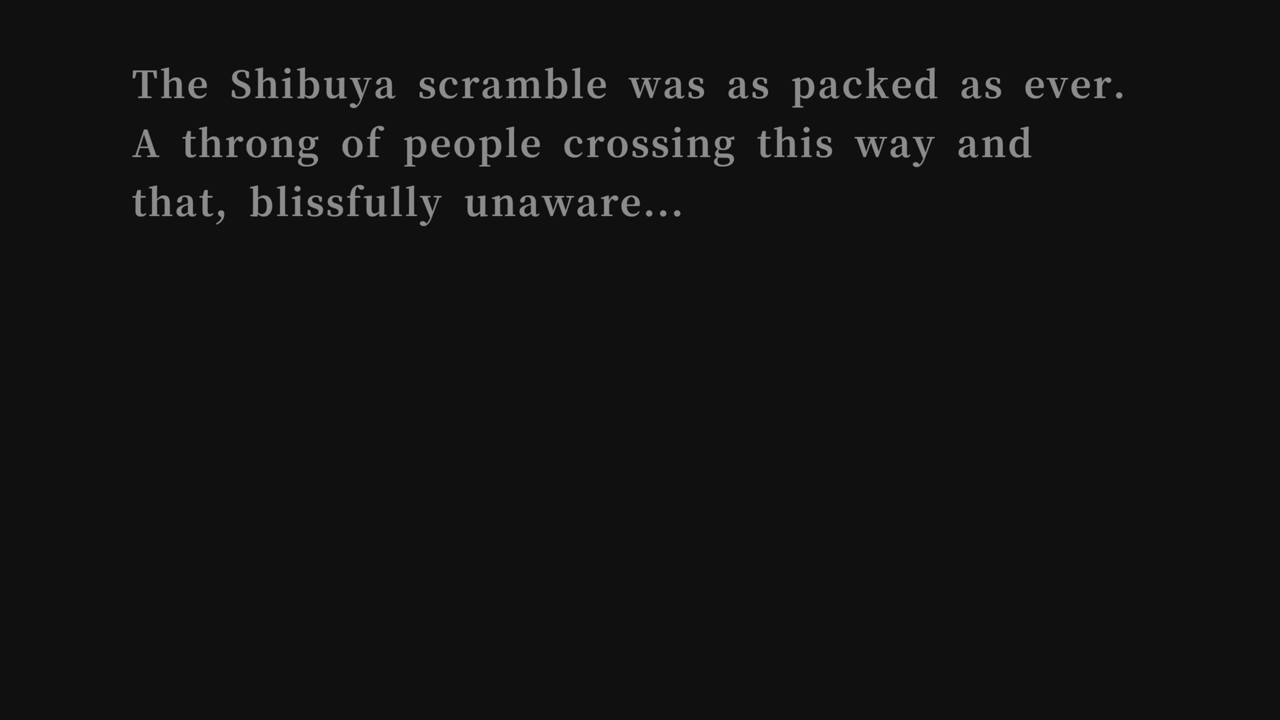 The Shibuya scramble was as packed as ever.
A throng of people crossing this way and
that, blissfully unaware...